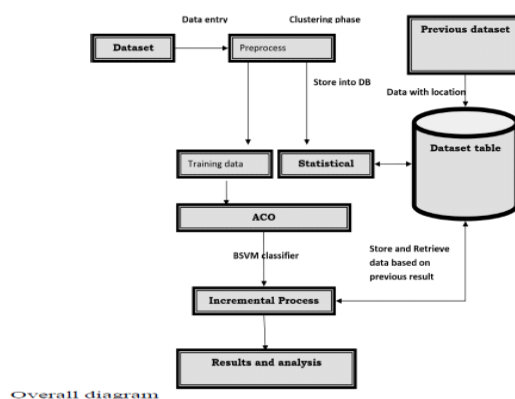 Data entry
Clustering phase
Previous dataset
Dataset
Preprocess
Store into DB
Data with location
Dataset table
Training data
Statistical
ACO
BSVM classifier
Store and Retrieve
data based on
previous result
Incremental Process
Results and analysis
Overall diagram